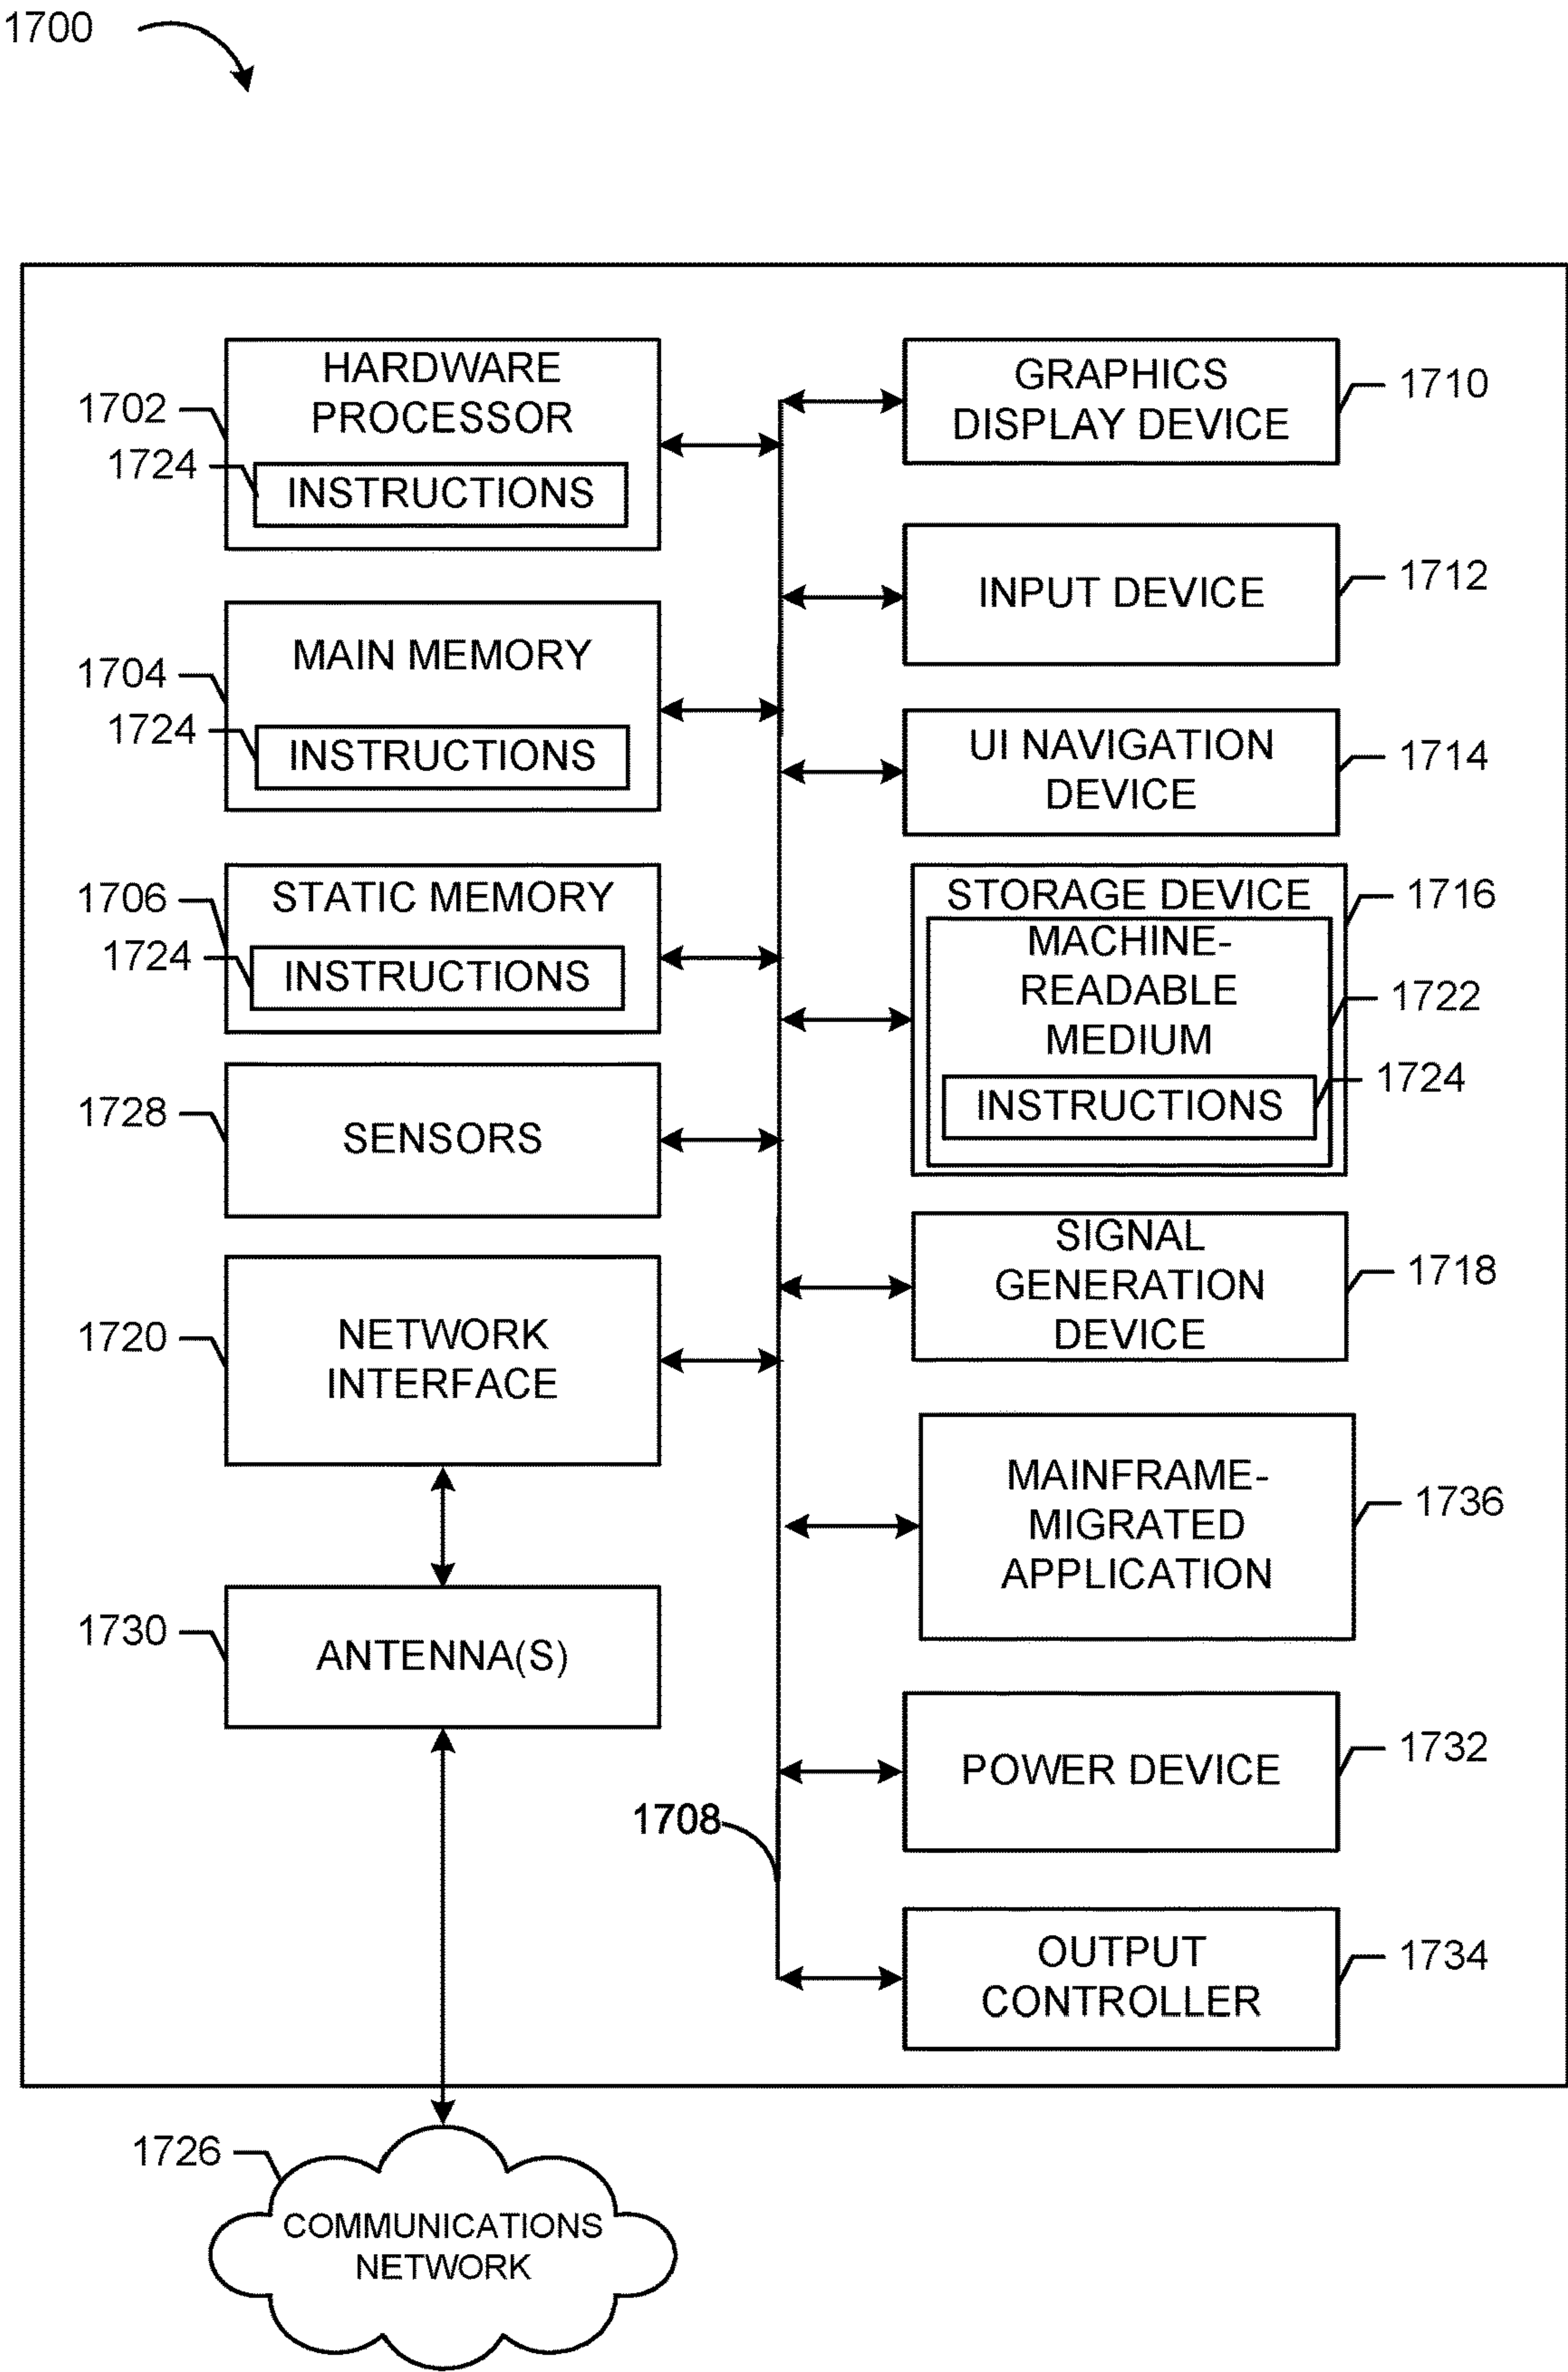 1700
HARDWARE
PROCESSOR
1702
1724
INSTRUCTIONS
MAIN MEMORY
1704
1724
INSTRUCTIONS
STATIC MEMORY
1706
1724
INSTRUCTIONS
1728
SENSORS
1720
NETWORK
INTERFACE
1730
ANTENNA(S)
1708
GRAPHICS
DISPLAY DEVICE
1710
INPUT DEVICE
1712
UI NAVIGATION
DEVICE
1714
STORAGE DEVICE
1716
MACHINE-
READABLE
MEDIUM
1722
1724
INSTRUCTIONS
SIGNAL
GENERATION
DEVICE
1718
MAINFRAME-
MIGRATED
APPLICATION
1736
POWER DEVICE
1732
OUTPUT
CONTROLLER
1734
1726
COMMUNICATIONS
NETWORK